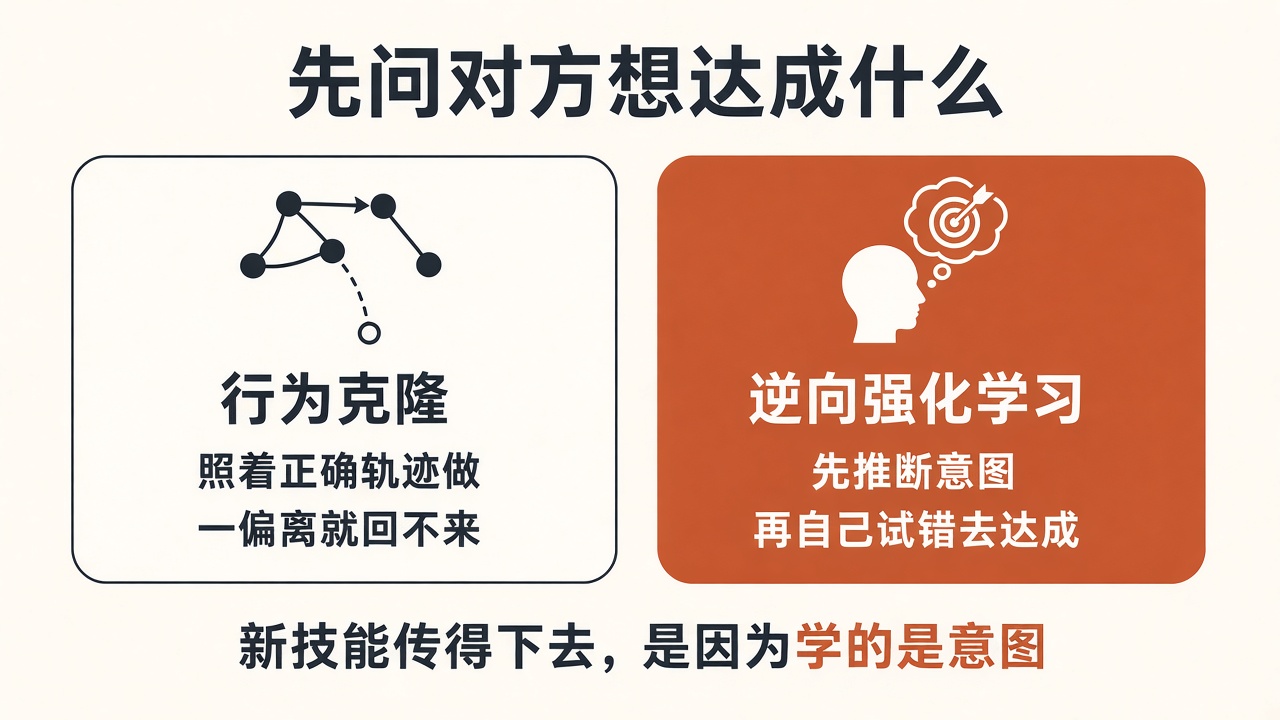 先问对方想达成什么
行为克隆
照着正确轨迹做
一偏离就回不来
逆向强化学习
先推断意图
再自己试错去达成
新技能传得下去，是因为学的是意图